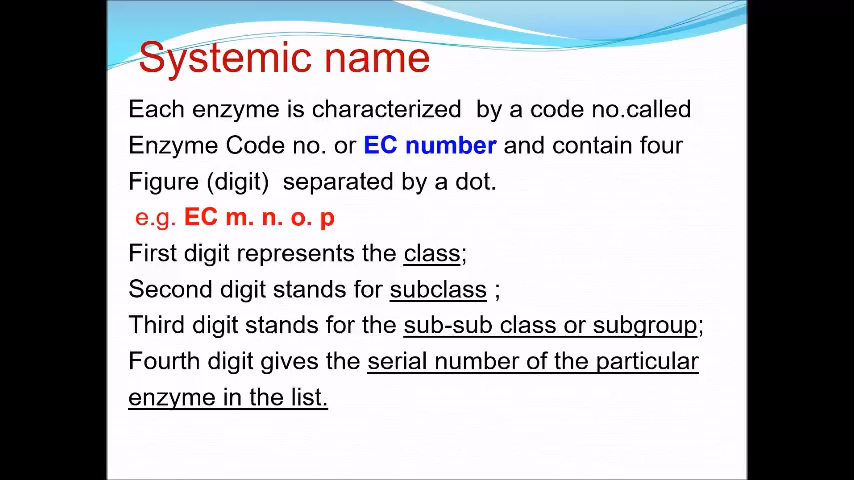 Systemic name
Each enzyme is characterized by a code no.called
Enzyme Code no. or EC number and contain four
Figure (digit) separated by a dot.
e.g. EC m. n. o. p
First digit represents the class;
Second digit stands for subclass ;
Third digit stands for the sub-sub class or subgroup;
Fourth digit gives the serial number of the particular
enzyme in the list.